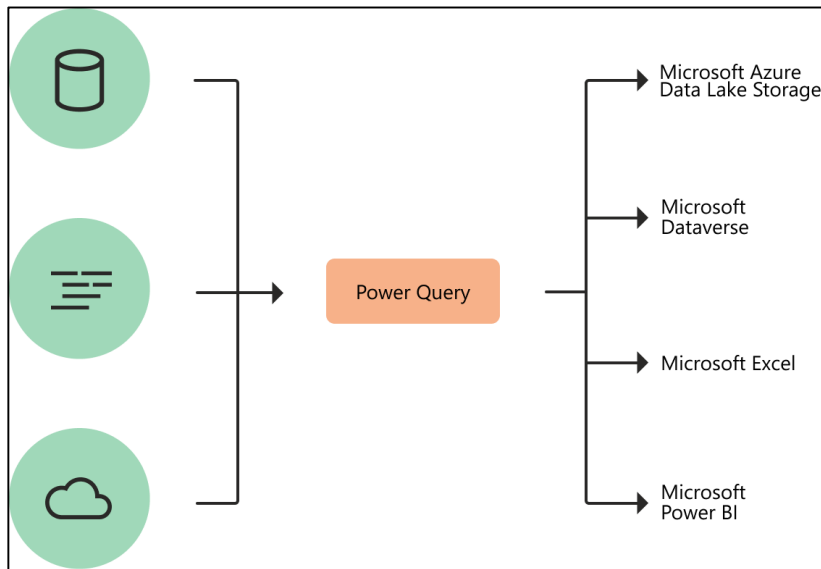 Microsoft Azure
Data Lake Storage
Microsoft
Dataverse
Power Query
Microsoft Excel
Microsoft
Power BI